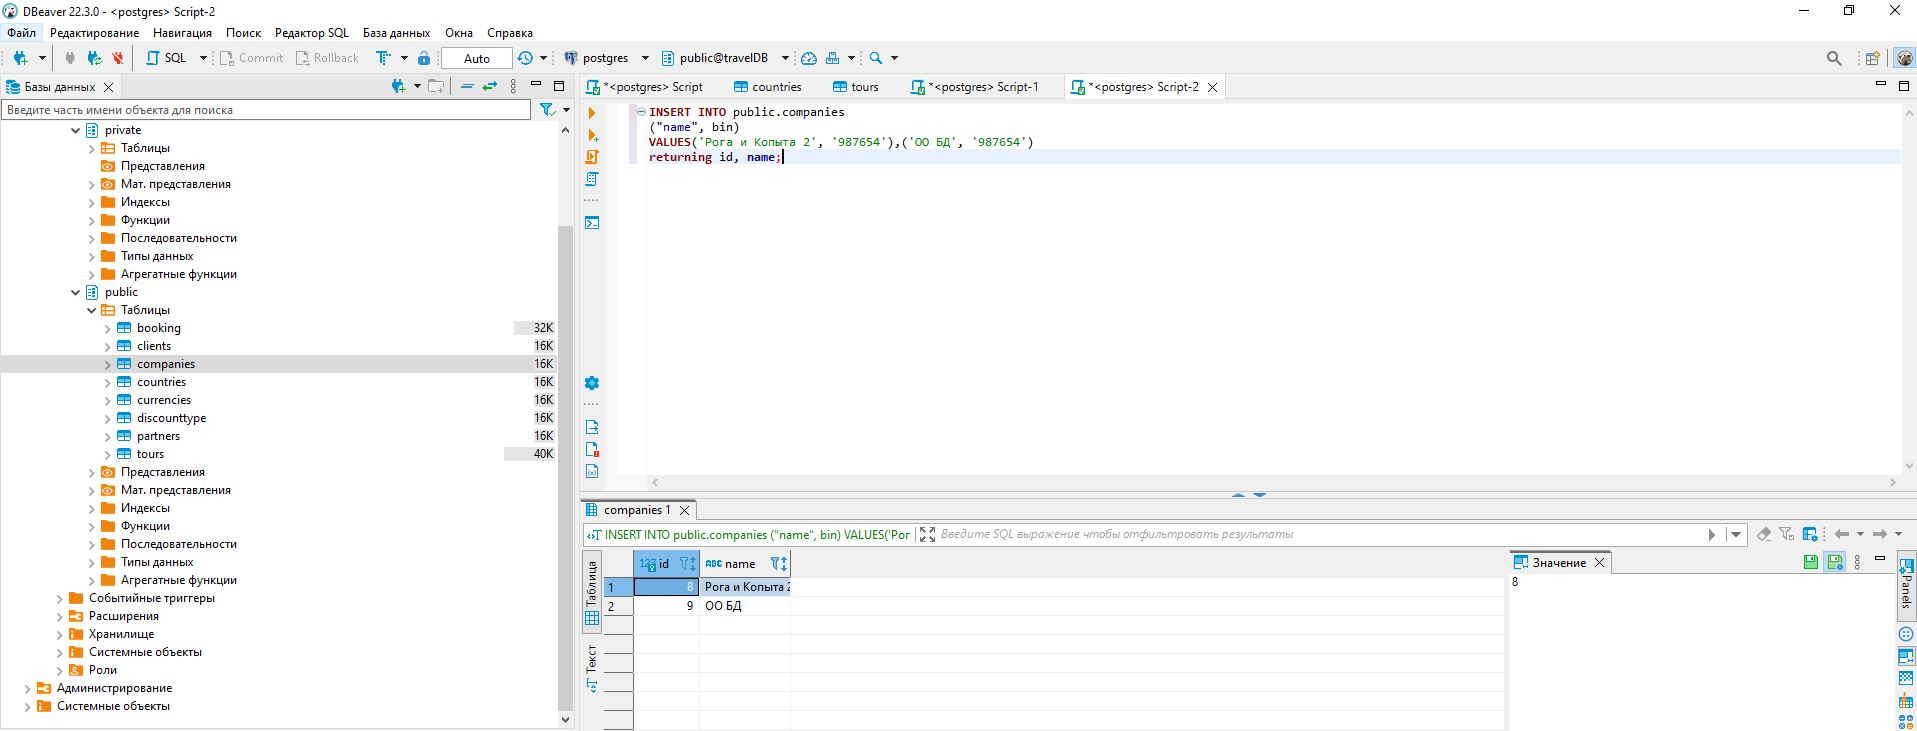 DBeaver 22.3.0 - <postgres> Script-2
Файл Редактирование Навигация Поиск Редактор SQL База данных Окна Справка
SQL Commit Rollback Auto postgres public@travelDB
Базы данных
Введите часть имени объекта для поиска
private
Таблицы
Представления
Мат. представления
Индексы
Функции
Последовательности
Типы данных
Агрегатные функции
public
Таблицы
booking 32K
clients 16K
companies 16K
countries 16K
currencies 16K
discounttype 16K
partners 16K
tours 40K
Представления
Мат. представления
Индексы
Функции
Последовательности
Типы данных
Агрегатные функции
Событийные триггеры
Расширения
Хранилище
Системные объекты
Роли
Администрирование
Системные объекты
*<postgres> Script countries tours *<postgres> Script-1 *<postgres> Script-2
INSERT INTO public.companies
("name", bin)
VALUES('Рога и Копыта 2', '987654'),('ОО БД', '987654')
returning id, name;
companies 1
INSERT INTO public.companies ("name", bin) VALUES('Рог Введите SQL выражение чтобы отфильтровать результаты
Таблица
Текст
123 id ABC name
1 8 Рога и Копыта 2
2 9 ОО БД
Значение
8
Panels